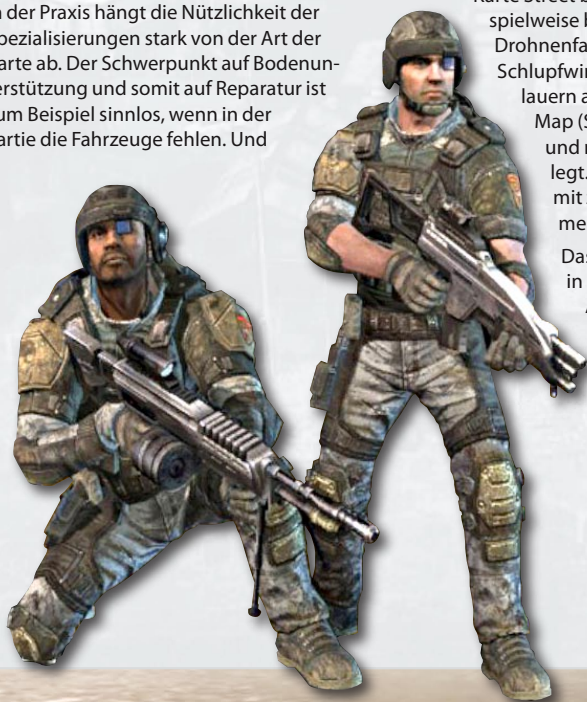 der Praxis hängt die Nützlichkeit der
pezialisierungen stark von der Art der
arte ab. Der Schwerpunkt auf Bodenun-
erstützung und somit auf Reparatur ist
um Beispiel sinnlos, wenn in der
artie die Fahrzeuge fehlen. Und
Karte Street b
spielweise
Drohnenfa
Schlupfwin
lauern a
Map (S
und
legt.
mit
me
Da
in